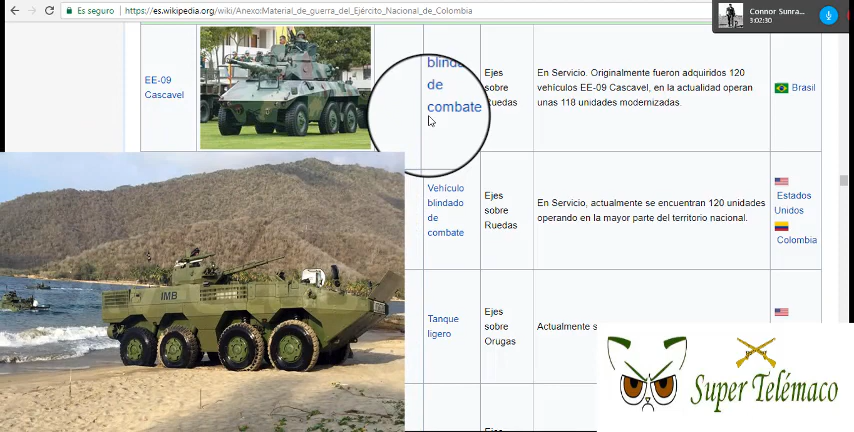 Es seguro
https://es.wikipedia.org/wiki/Anexo:Material_de_guerra_del_Ejército_Nacional_de_Colombia
Connor Sunra...
3:02:30
EE-09
Cascavel
blinda
de
combate
Ejes
sobre
Ruedas
En Servicio. Originalmente fueron adquiridos 120
vehículos EE-09 Cascavel, en la actualidad operan
unas 118 unidades modernizadas.
Brasil
Vehículo
blindado
de
combate
Ejes
sobre
Ruedas
En Servicio, actualmente se encuentran 120 unidades
operando en la mayor parte del territorio nacional.
Estados
Unidos
Colombia
IMB
Tanque
ligero
Ejes
sobre
Orugas
Actualmente s
Super Telémaco